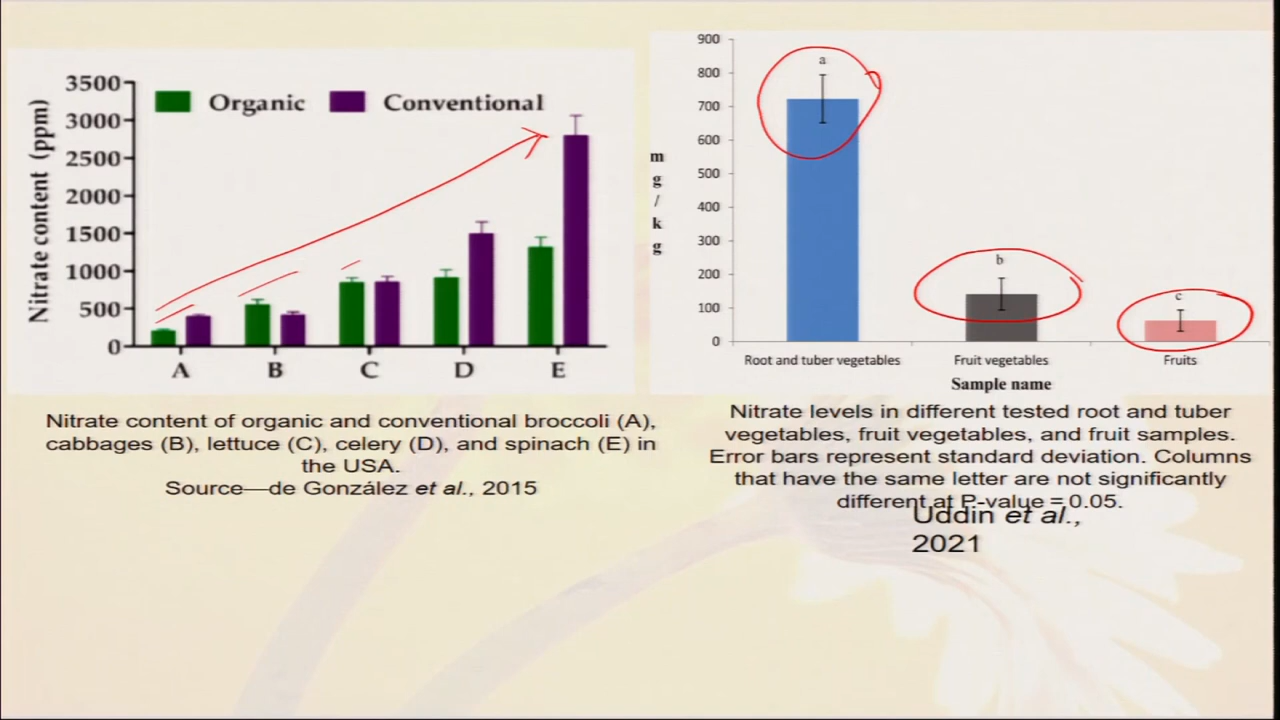 Nitrate content (ppm)
3500
3000
2500
2000
1500
1000
500
0
Organic Conventional
A B C D E
Nitrate content of organic and conventional broccoli (A),
cabbages (B), lettuce (C), celery (D), and spinach (E) in
the USA.
Source—de González et al., 2015
m
g
/
k
g
900
800
700
600
500
400
300
200
100
0
a
b
c
Root and tuber vegetables Fruit vegetables Fruits
Sample name
Nitrate levels in different tested root and tuber
vegetables, fruit vegetables, and fruit samples.
Error bars represent standard deviation. Columns
that have the same letter are not significantly
different at P-value = 0.05.
Uddin et al.,
2021